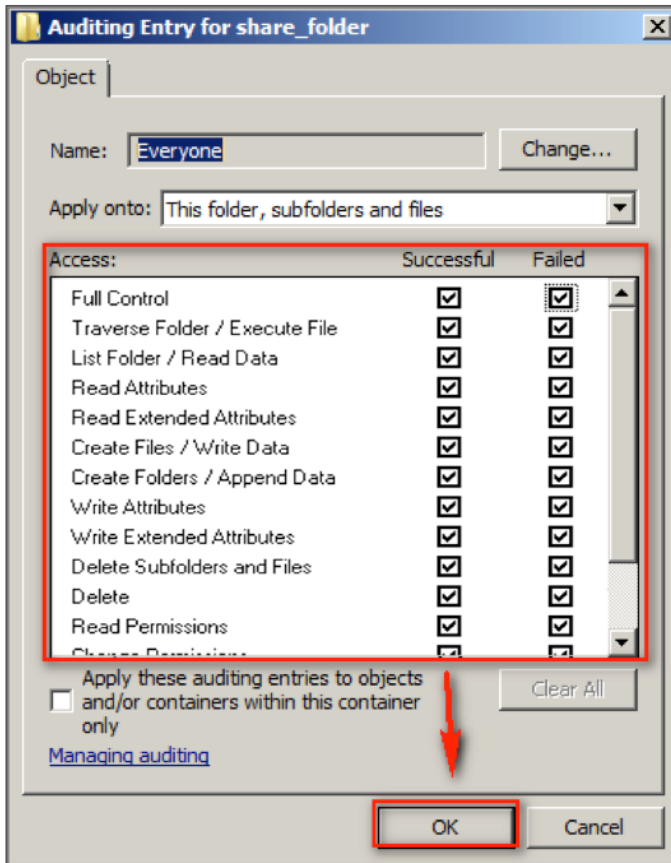 Auditing Entry for share_folder
Object
Name: Everyone Change...
Apply onto: This folder, subfolders and files
Access: Successful Failed
Full Control
Traverse Folder / Execute File
List Folder / Read Data
Read Attributes
Read Extended Attributes
Create Files / Write Data
Create Folders / Append Data
Write Attributes
Write Extended Attributes
Delete Subfolders and Files
Delete
Read Permissions
Change Permissions
Apply these auditing entries to objects
and/or containers within this container
only
Clear All
Managing auditing
OK Cancel